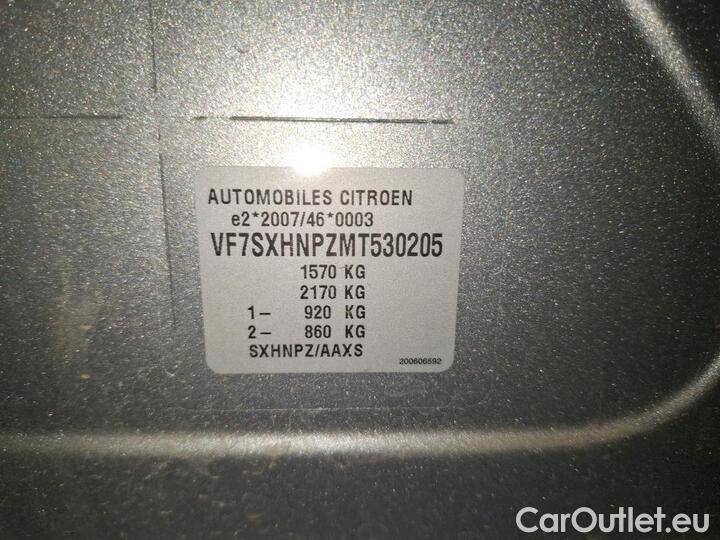 AUTOMOBILES CITROEN
e2*2007/46*0003
VF7SXHNPZMT530205
1570 KG
2170 KG
1- 920 KG
2- 860 KG
SXHNPZ/AAXS
200606592
CarOutlet.eu